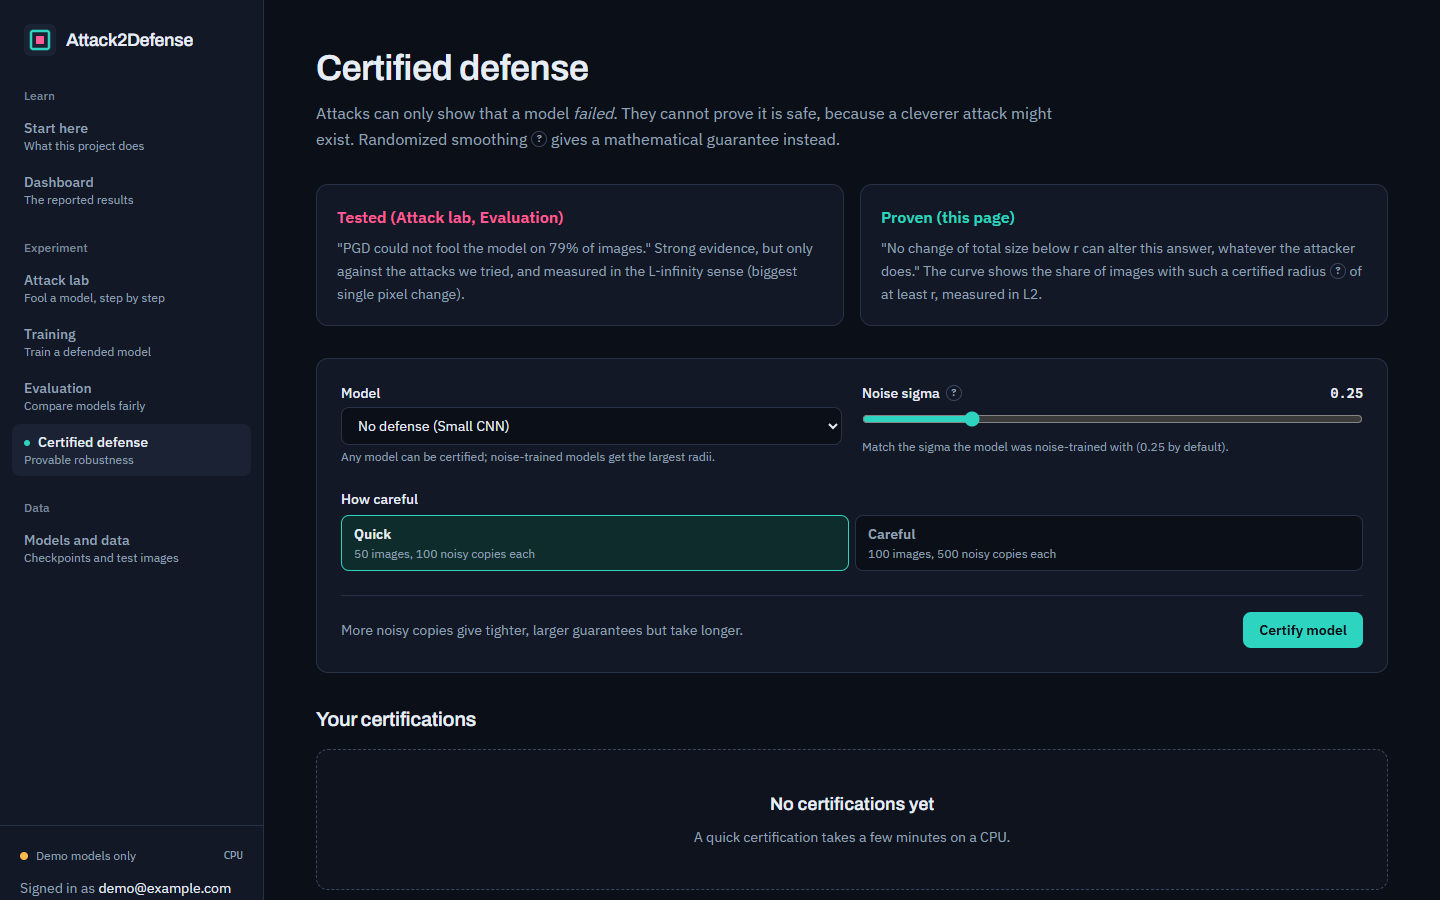 Attack2Defense
Learn
Start here
What this project does
Dashboard
The reported results
Experiment
Attack lab
Fool a model, step by step
Training
Train a defended model
Evaluation
Compare models fairly
Certified defense
Provable robustness
Data
Models and data
Checkpoints and test images
Demo models only
CPU
Signed in as demo@example.com
Certified defense
Attacks can only show that a model failed. They cannot prove it is safe, because a cleverer attack might
exist. Randomized smoothing ? gives a mathematical guarantee instead.
Tested (Attack lab, Evaluation)
"PGD could not fool the model on 79% of images." Strong evidence, but only
against the attacks we tried, and measured in the L-infinity sense (biggest
single pixel change).
Proven (this page)
"No change of total size below r can alter this answer, whatever the attacker
does." The curve shows the share of images with such a certified radius ? of
at least r, measured in L2.
Model
No defense (Small CNN)
Any model can be certified; noise-trained models get the largest radii.
Noise sigma ?
0.25
Match the sigma the model was noise-trained with (0.25 by default).
How careful
Quick
50 images, 100 noisy copies each
Careful
100 images, 500 noisy copies each
More noisy copies give tighter, larger guarantees but take longer.
Certify model
Your certifications
No certifications yet
A quick certification takes a few minutes on a CPU.